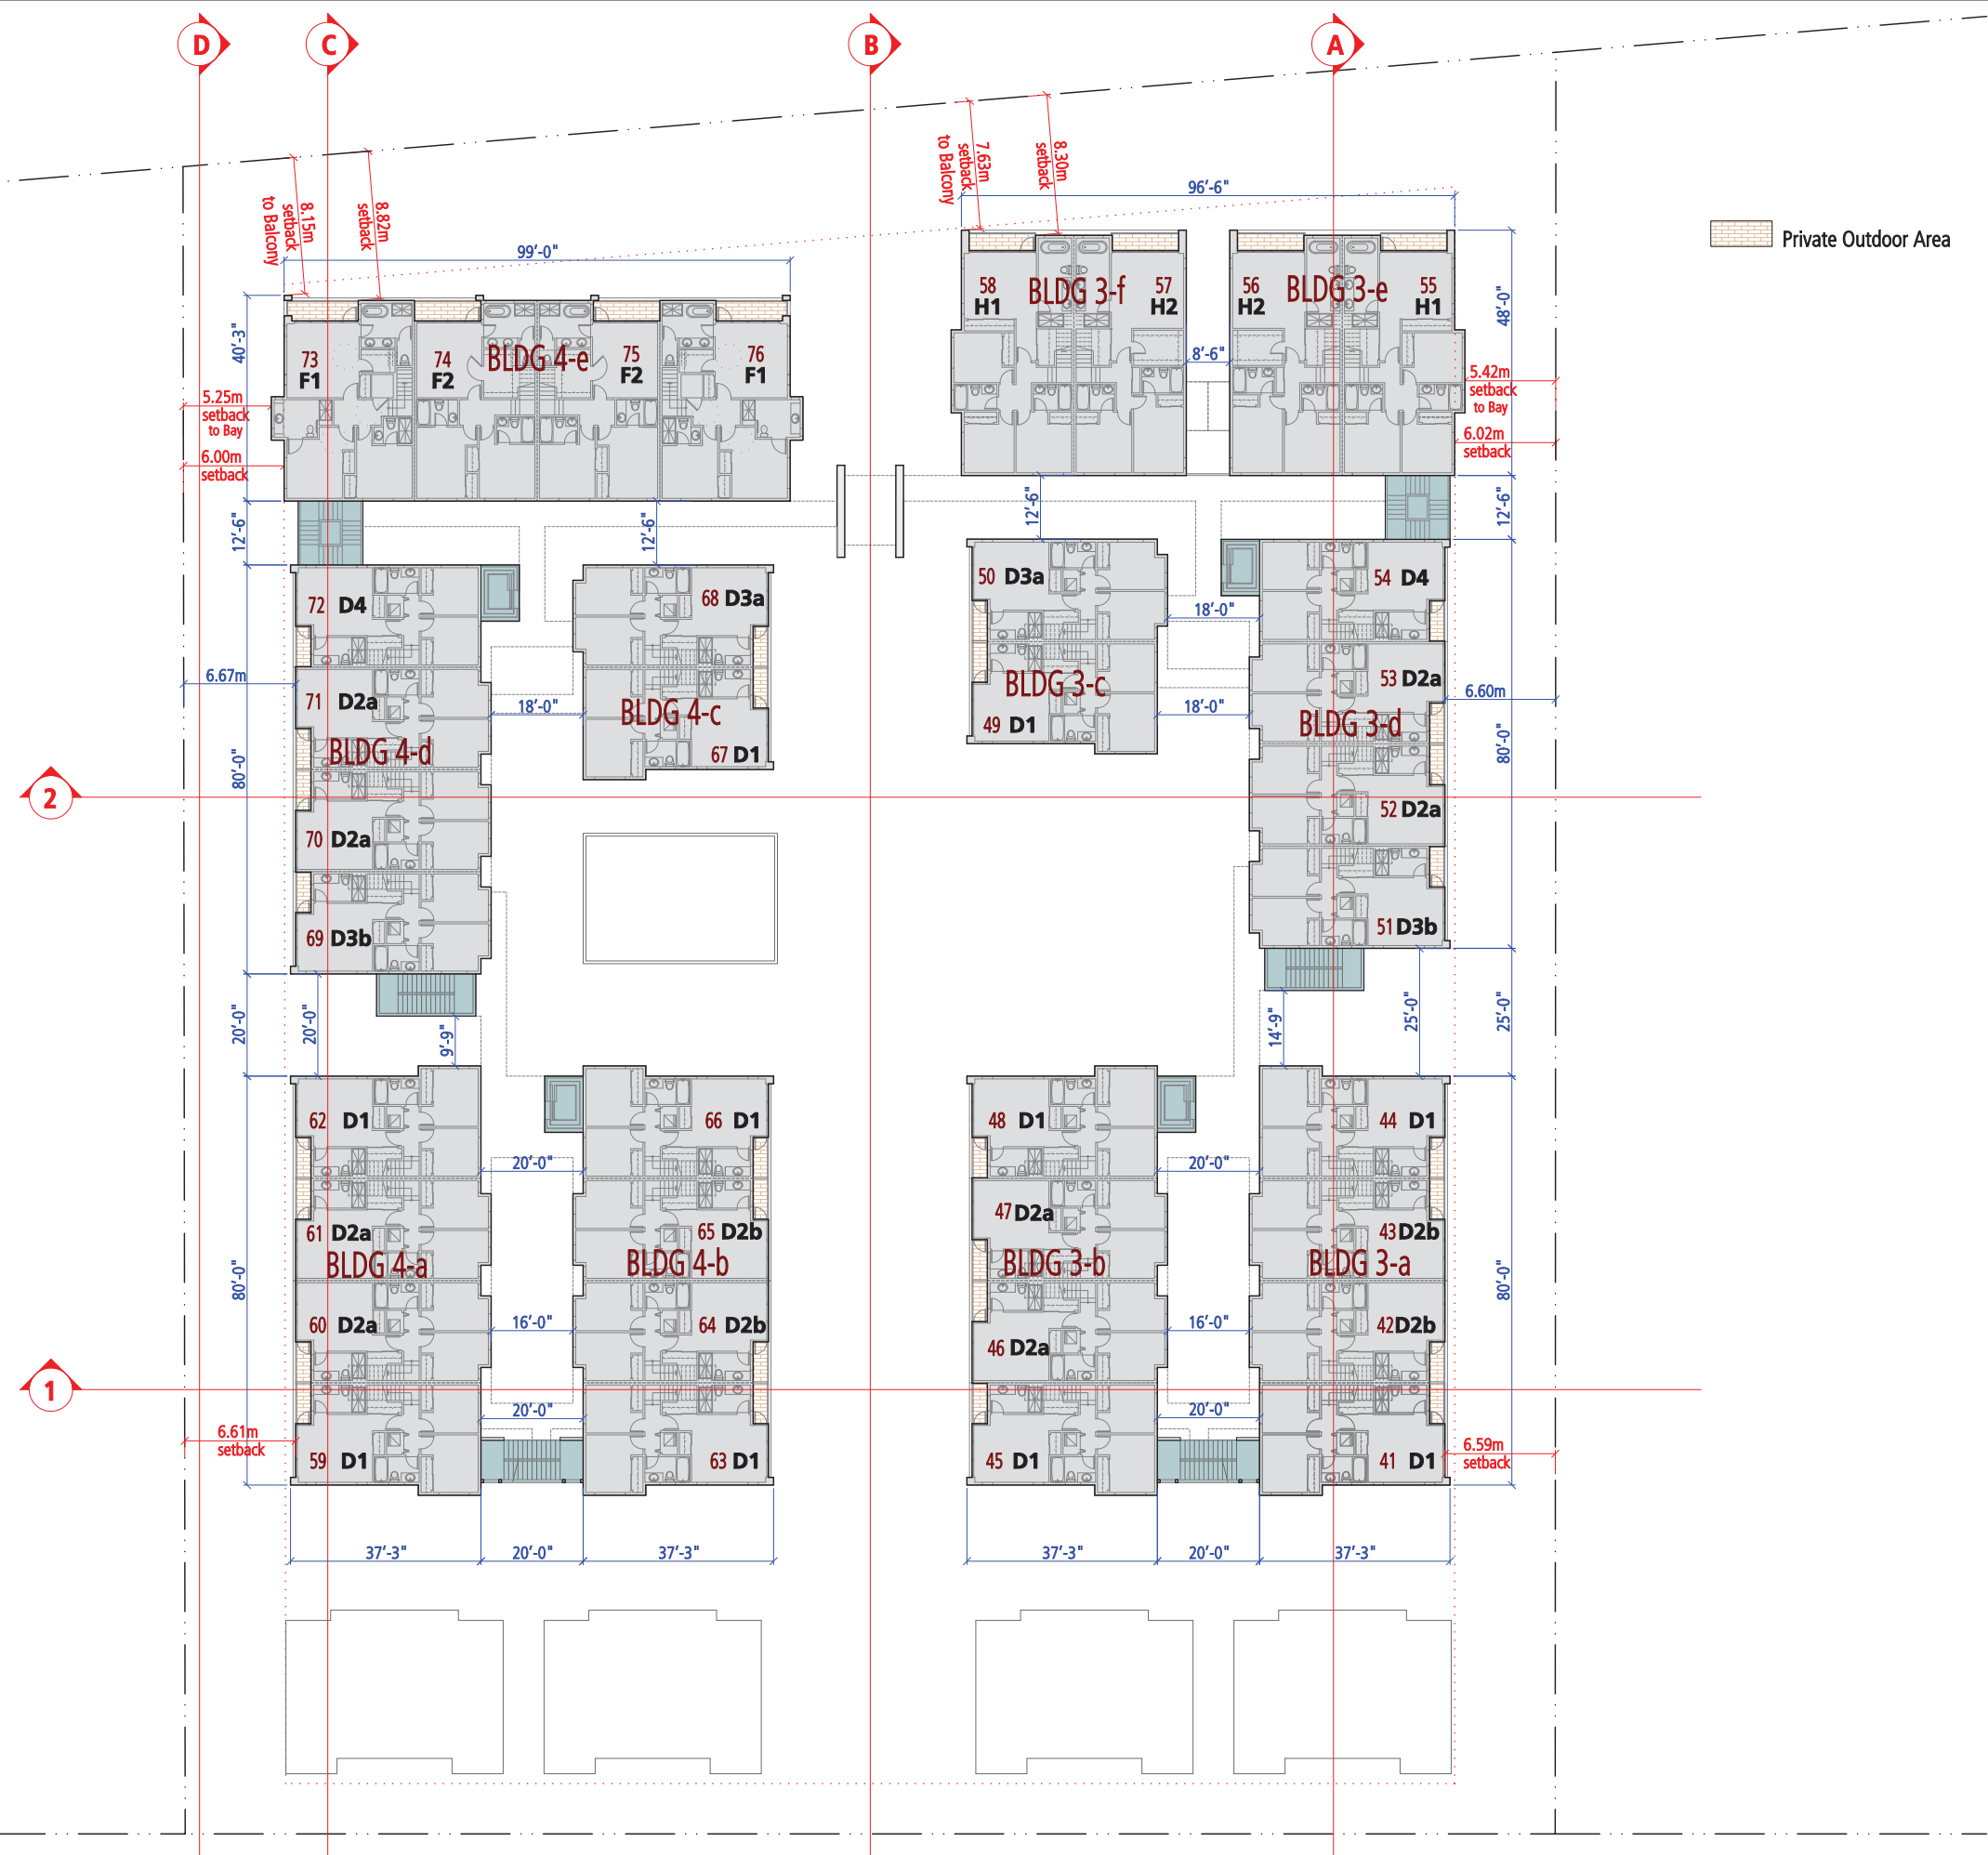 D
C
B
A
7.63m
setback
to Balcony
8.30m
setback
96'-6"
8.15m
setback
to Balcony
8.82m
setback
99'-0"
Private Outdoor Area
58
H1
BLDG 3-f
57
H2
56
H2
BLDG 3-e
55
H1
48'-0"
40'-3"
73
F1
74
F2
BLDG 4-e
75
F2
76
F1
8'-6"
5.25m
setback
to Bay
6.00m
setback
5.42m
setback
to Bay
6.02m
setback
12'-6"
12'-6"
12'-6"
12'-6"
72 D4
68 D3a
50 D3a
54 D4
18'-0"
6.67m
71 D2a
18'-0"
BLDG 4-c
BLDG 3-c
18'-0"
53 D2a
6.60m
BLDG 4-d
67 D1
49 D1
BLDG 3-d
80'-0"
80'-0"
2
70 D2a
52 D2a
69 D3b
51 D3b
20'-0"
20'-0"
9'-9"
14'-9"
25'-0"
25'-0"
62 D1
66 D1
48 D1
44 D1
20'-0"
20'-0"
61 D2a
65 D2b
47 D2a
43 D2b
BLDG 4-a
BLDG 4-b
BLDG 3-b
BLDG 3-a
80'-0"
80'-0"
60 D2a
16'-0"
64 D2b
46 D2a
16'-0"
42 D2b
1
20'-0"
20'-0"
6.61m
setback
6.59m
setback
59 D1
63 D1
45 D1
41 D1
37'-3"
20'-0"
37'-3"
37'-3"
20'-0"
37'-3"